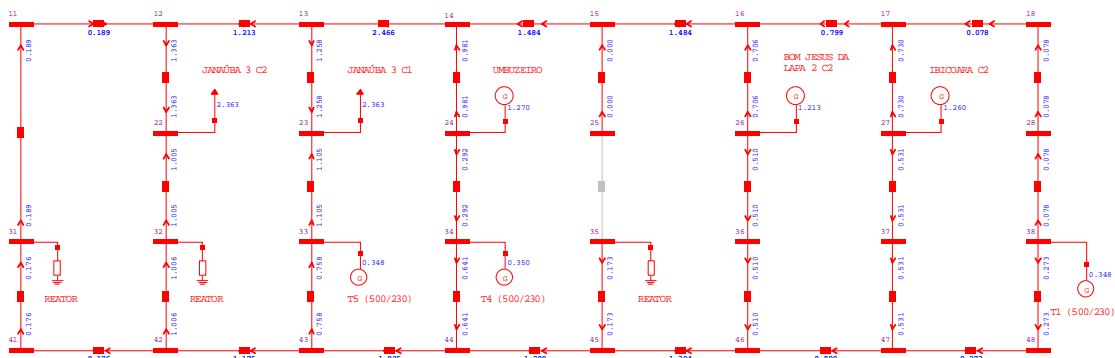 11 12 13 14 15 16 17 18
0.189 1.213 2.466 1.484 1.484 0.799 0.078
0.189 1.363 1.258 0.981 0.000 0.706 0.730 0.078
JANAÚBA 3 C2
JANAÚBA 3 C1
UMBUZEIRO
BOM JESUS DA
LAPA 2 C2
IBICOARA C2
G G G
2.363 2.363 1.270 1.213 1.260
1.363 1.258 0.981 0.000 0.706 0.730 0.078
22 23 24 25 26 27 28
1.005 1.105 0.292 0.510 0.531 0.078
0.189 1.005 1.105 0.292 0.510 0.531 0.078
31 32 33 34 35 36 37 38
0.348 0.350 0.348
0.176 1.006 0.758 0.641 0.173 0.510 0.531 0.273
G G G
REATOR
REATOR
T5 (500/230)
T4 (500/230)
REATOR
T1 (500/230)
0.176 1.006 0.758 0.641 0.173 0.510 0.531 0.273
41 42 43 44 45 46 47 48